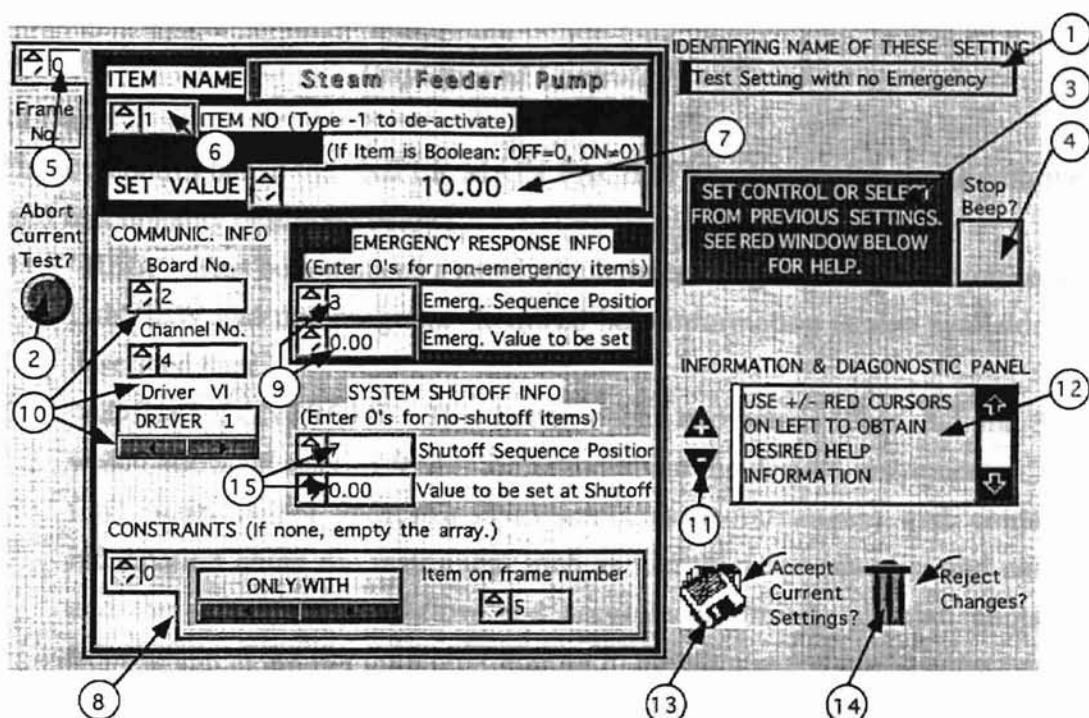 1
IDENTIFYING NAME OF THESE SETTING
Test Setting with no Emergency
0
ITEM NAME
Steam Feeder Pump
3
Frame No.
1
ITEM NO (Type -1 to de-activate)
6
7
4
5
(If Item is Boolean: OFF=0, ON≠0)
SET VALUE
10.00
SET CONTROL OR SELECT
FROM PREVIOUS SETTINGS.
SEE RED WINDOW BELOW
FOR HELP.
Stop
Beep?
Abort
Current
Test?
COMMUNIC. INFO
Board No.
2
Channel No.
4
Driver VI
DRIVER 1
2
10
EMERGENCY RESPONSE INFO
(Enter 0's for non-emergency items)
3
Emerg. Sequence Position
0.00
Emerg. Value to be set
9
SYSTEM SHUTOFF INFO
(Enter 0's for no-shutoff items)
7
Shutoff Sequence Position
15
0.00
Value to be set at Shutoff
INFORMATION & DIAGONOSTIC PANEL
USE +/- RED CURSORS
ON LEFT TO OBTAIN
DESIRED HELP
INFORMATION
12
+
-
11
CONSTRAINTS (If none, empty the array.)
0
ONLY WITH
Item on frame number
5
Accept
Current
Settings?
Reject
Changes?
8
13
14